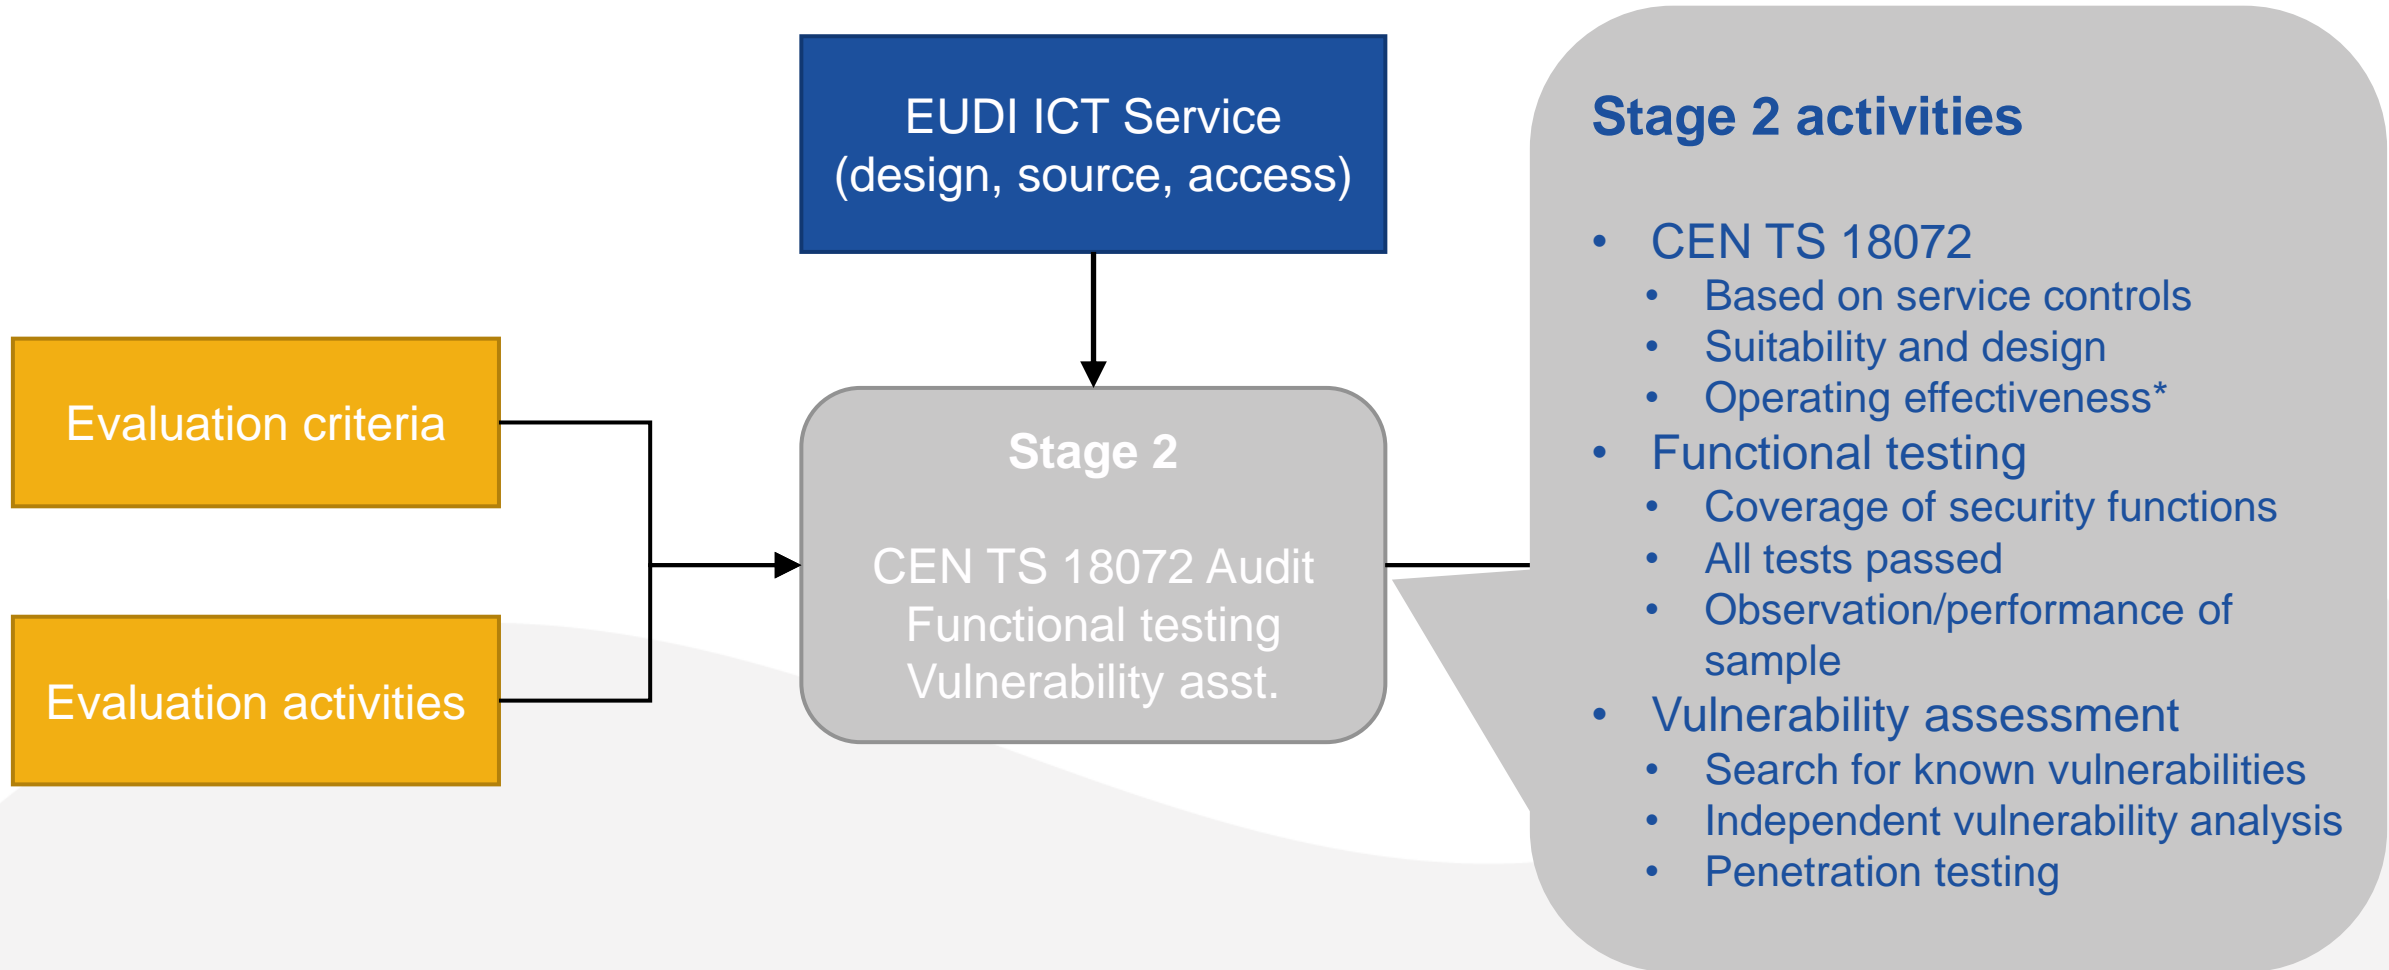 EUDI ICT Service
(design, source, access)
Evaluation criteria
Evaluation activities
Stage 2
CEN TS 18072 Audit
Functional testing
Vulnerability asst.
Stage 2 activities
• CEN TS 18072
• Based on service controls
• Suitability and design
• Operating effectiveness*
• Functional testing
• Coverage of security functions
• All tests passed
• Observation/performance of
sample
• Vulnerability assessment
• Search for known vulnerabilities
• Independent vulnerability analysis
• Penetration testing